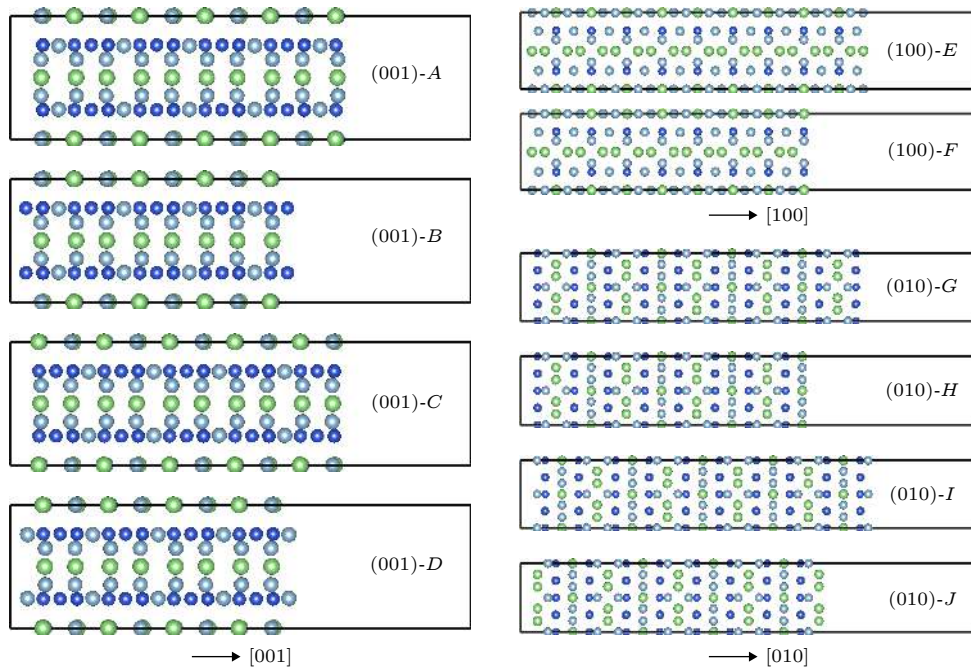 (001)-A
(001)-B
(001)-C
(001)-D
[001]
(100)-E
(100)-F
[100]
(010)-G
(010)-H
(010)-I
(010)-J
[010]